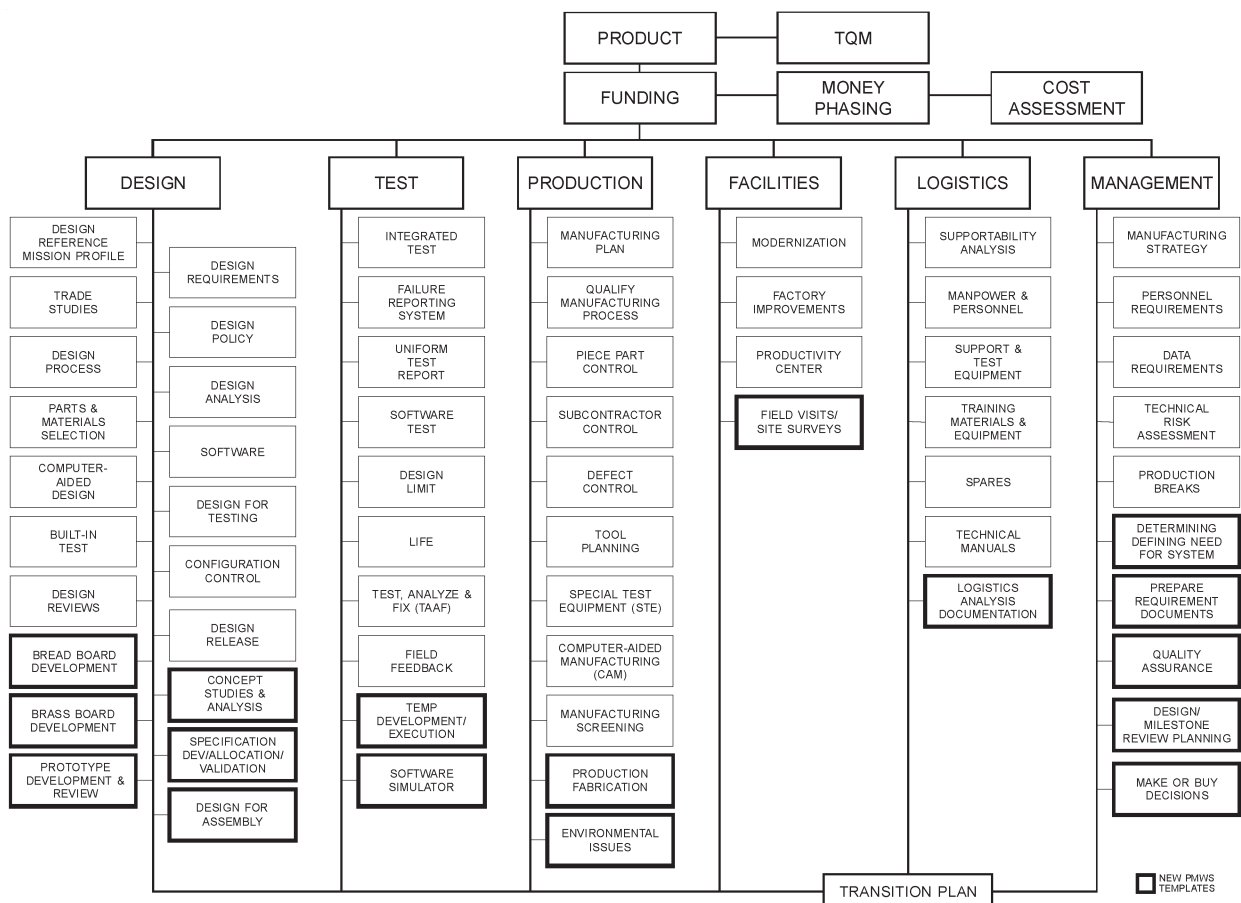 PRODUCT
TQM
FUNDING
MONEY
PHASING
COST
ASSESSMENT
DESIGN
TEST
PRODUCTION
FACILITIES
LOGISTICS
MANAGEMENT
DESIGN
REFERENCE
MISSION PROFILE
TRADE
STUDIES
DESIGN
PROCESS
PARTS &
MATERIALS
SELECTION
COMPUTER-
AIDED
DESIGN
BUILT-IN
TEST
DESIGN
REVIEWS
BREAD BOARD
DEVELOPMENT
BRASS BOARD
DEVELOPMENT
PROTOTYPE
DEVELOPMENT &
REVIEW
DESIGN
REQUIREMENTS
DESIGN
POLICY
DESIGN
ANALYSIS
SOFTWARE
DESIGN FOR
TESTING
CONFIGURATION
CONTROL
DESIGN
RELEASE
CONCEPT
STUDIES &
ANALYSIS
SPECIFICATION
DEV/ALLOCATION/
VALIDATION
DESIGN FOR
ASSEMBLY
INTEGRATED
TEST
FAILURE
REPORTING
SYSTEM
UNIFORM
TEST
REPORT
SOFTWARE
TEST
DESIGN
LIMIT
LIFE
TEST, ANALYZE &
FIX (TAAF)
FIELD
FEEDBACK
TEMP
DEVELOPMENT/
EXECUTION
SOFTWARE
SIMULATOR
MANUFACTURING
PLAN
QUALIFY
MANUFACTURING
PROCESS
PIECE PART
CONTROL
SUBCONTRACTOR
CONTROL
DEFECT
CONTROL
TOOL
PLANNING
SPECIAL TEST
EQUIPMENT (STE)
COMPUTER-AIDED
MANUFACTURING
(CAM)
MANUFACTURING
SCREENING
PRODUCTION
FABRICATION
ENVIRONMENTAL
ISSUES
MODERNIZATION
FACTORY
IMPROVEMENTS
PRODUCTIVITY
CENTER
FIELD VISITS/
SITE SURVEYS
SUPPORTABILITY
ANALYSIS
MANPOWER &
PERSONNEL
SUPPORT &
TEST
EQUIPMENT
TRAINING
MATERIALS &
EQUIPMENT
SPARES
TECHNICAL
MANUALS
LOGISTICS
ANALYSIS
DOCUMENTATION
MANUFACTURING
STRATEGY
PERSONNEL
REQUIREMENTS
DATA
REQUIREMENTS
TECHNICAL
RISK
ASSESSMENT
PRODUCTION
BREAKS
DETERMINING
DEFINING NEED
FOR SYSTEM
PREPARE
REQUIREMENT
DOCUMENTS
QUALITY
ASSURANCE
DESIGN/
MILESTONE
REVIEW PLANNING
MAKE OR BUY
DECISIONS
TRANSITION PLAN
NEW PMWS
TEMPLATES